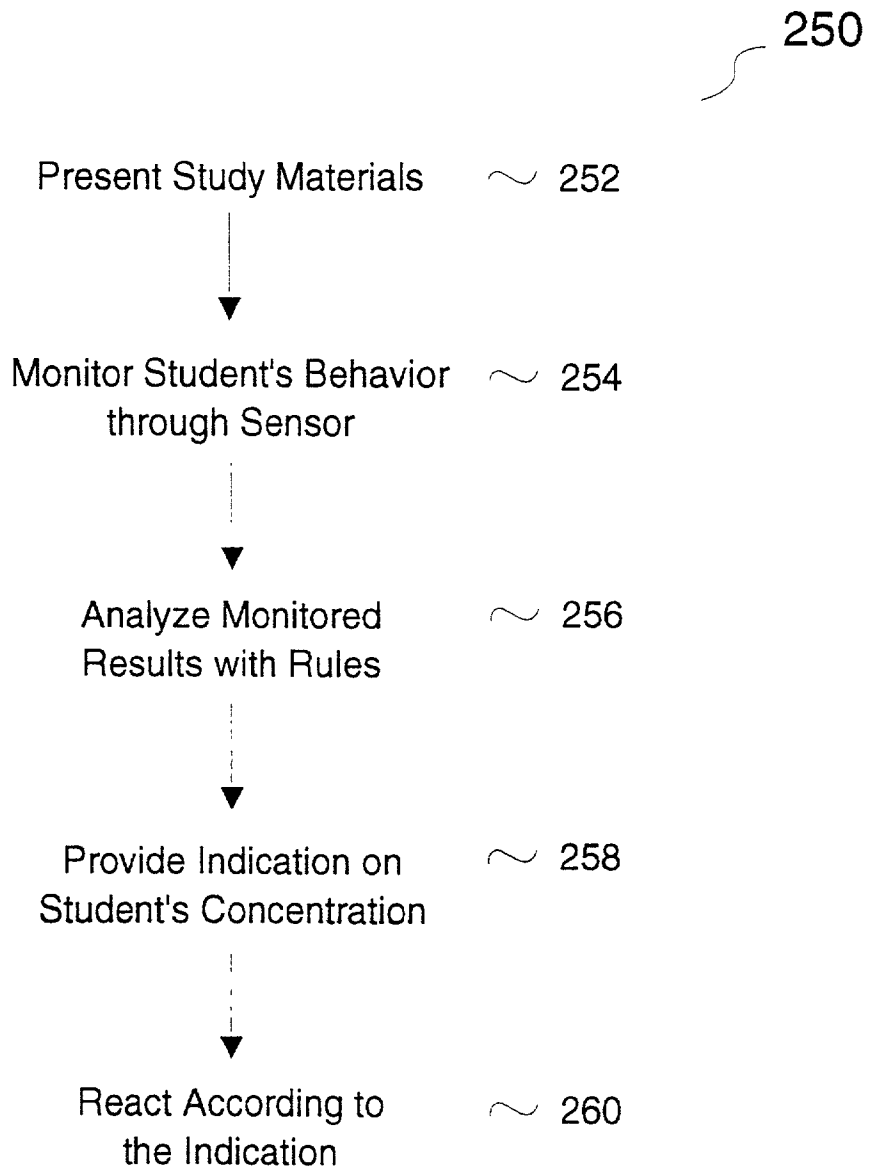 250
Present Study Materials 252
Monitor Student's Behavior 254
through Sensor
Analyze Monitored 256
Results with Rules
Provide Indication on 258
Student's Concentration
React According to 260
the Indication